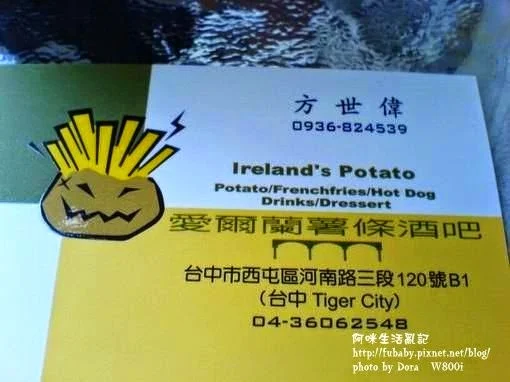 方世偉
0936-824539
Ireland's Potato
Potato/Frenchfries/Hot Dog
Drinks/Dressert
愛爾蘭薯條酒吧
台中市西屯區河南路三段120號B1
(台中 Tiger City)
04-36062548
阿咪生活亂記
http://fubaby.pixnet.net/blog/
photo by Dora W800i